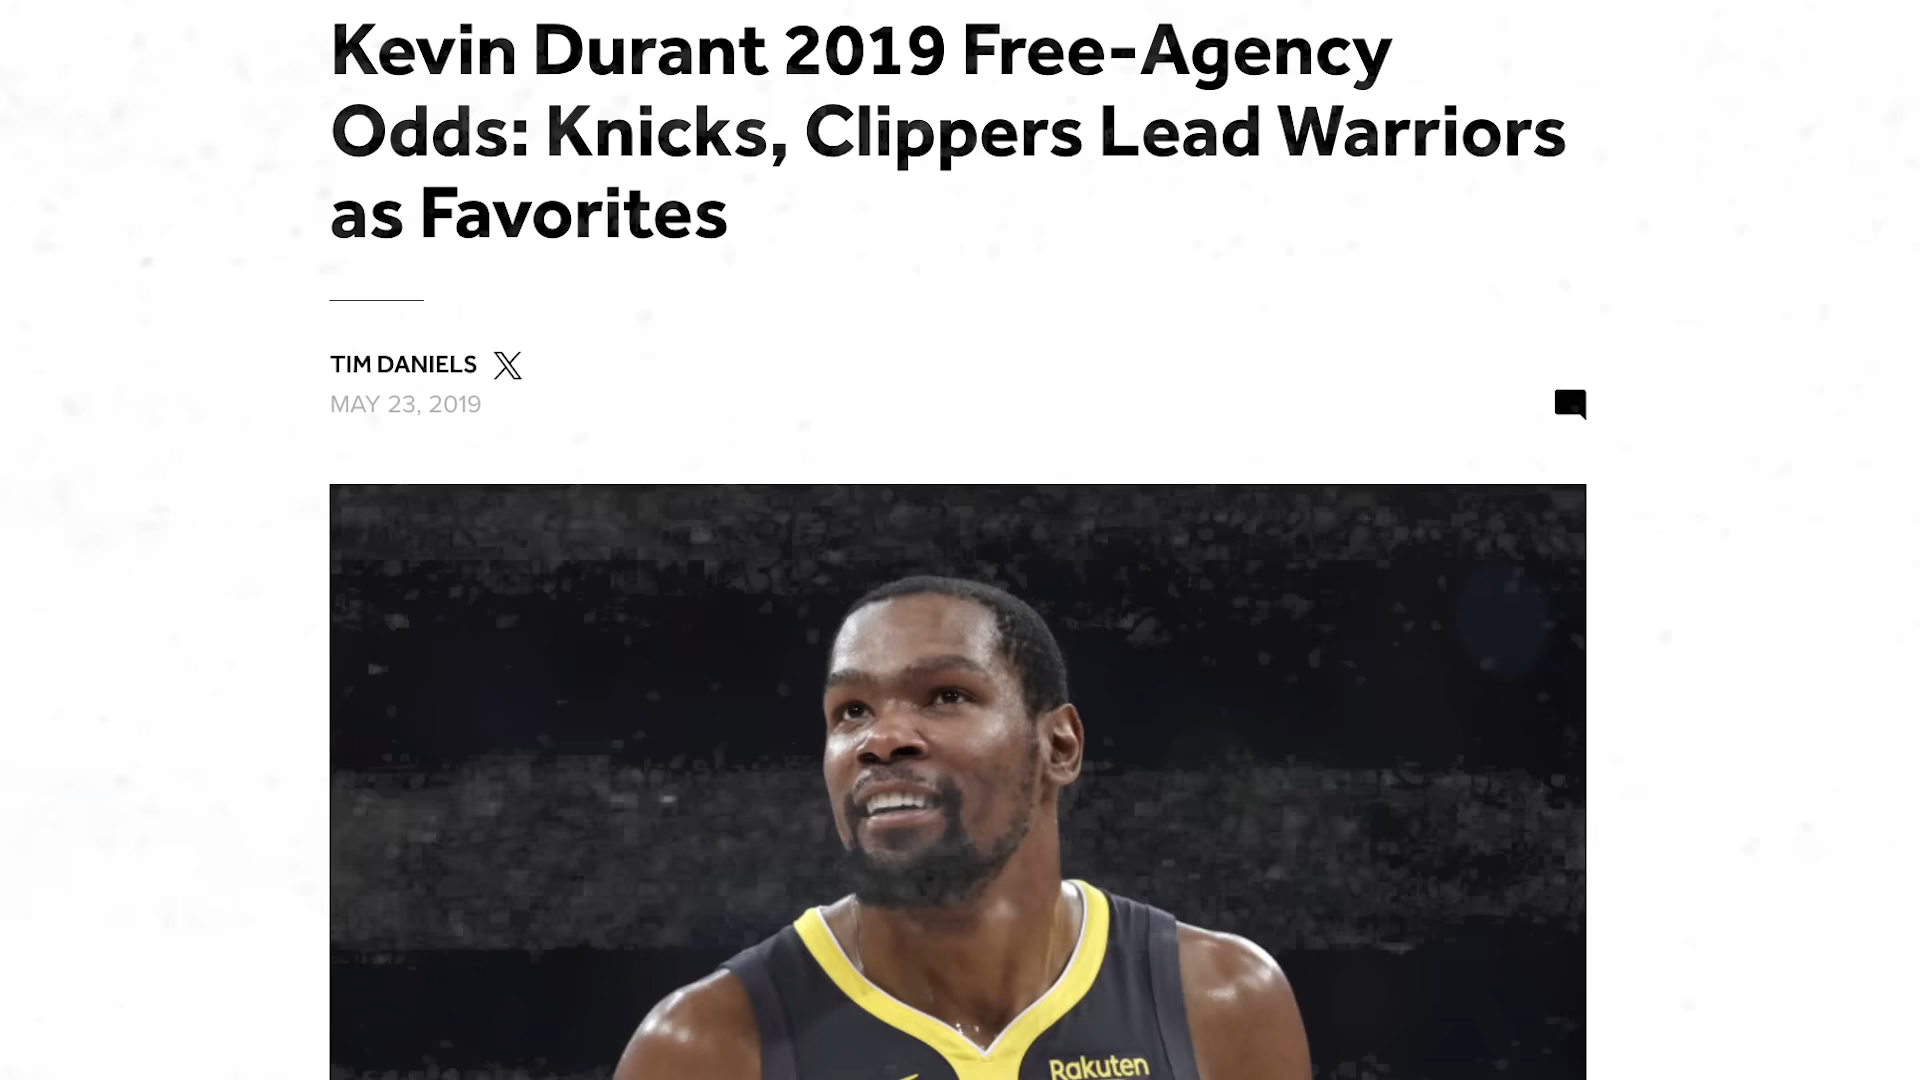 Kevin Durant 2019 Free-Agency
Odds: Knicks, Clippers Lead Warriors
as Favorites
TIM DANIELS
MAY 23, 2019
Rakuten